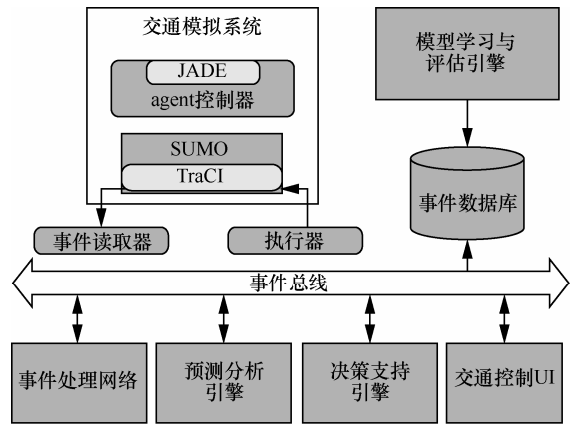 交通模拟系统
JADE
agent控制器
SUMO
TraCI
模型学习与
评估引擎
事件数据库
事件读取器
执行器
事件总线
事件处理网络
预测分析
引擎
决策支持
引擎
交通控制UI